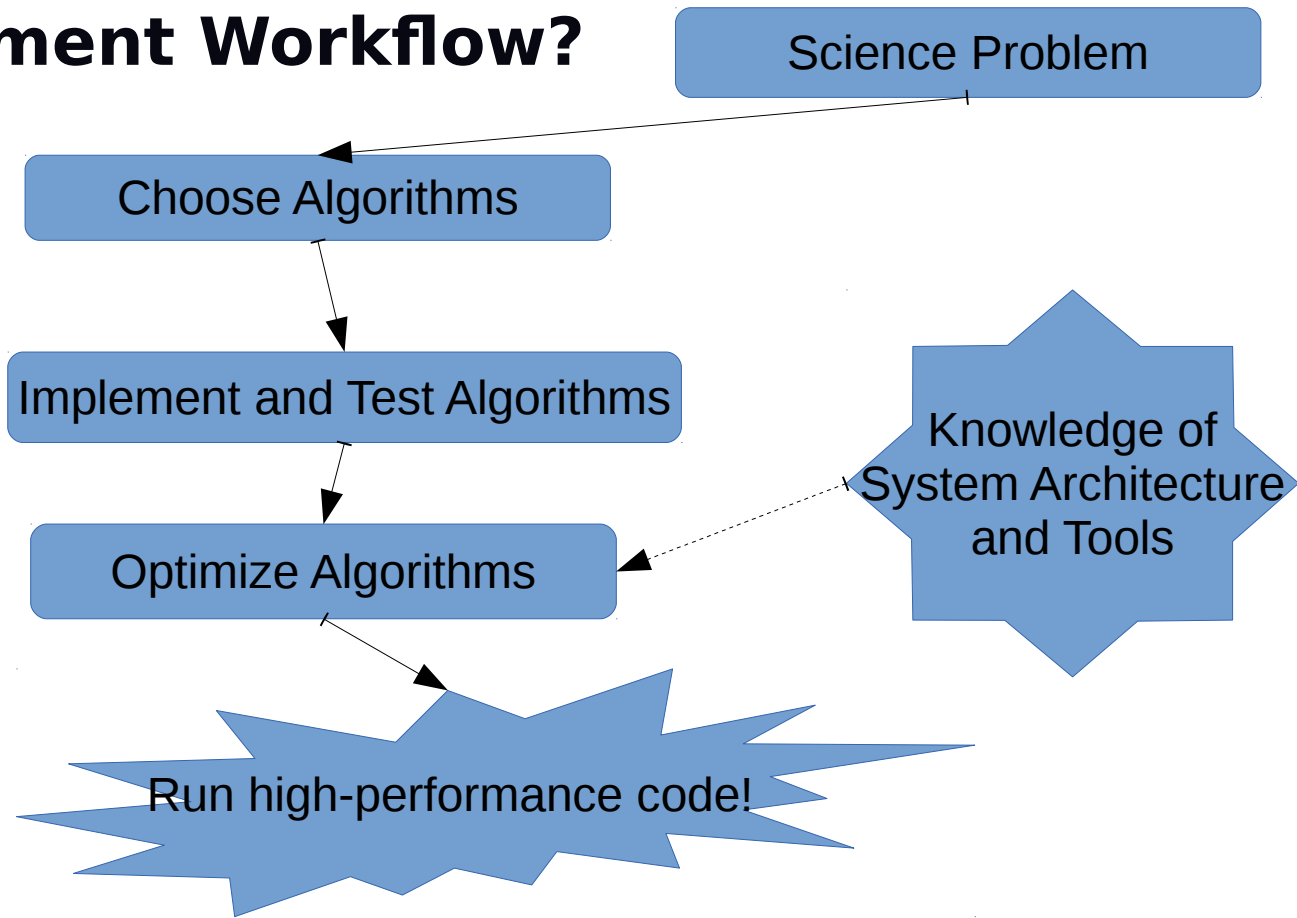 ment Workflow?
Science Problem
Choose Algorithms
Implement and Test Algorithms
Knowledge of
System Architecture
and Tools
Optimize Algorithms
Run high-performance code!